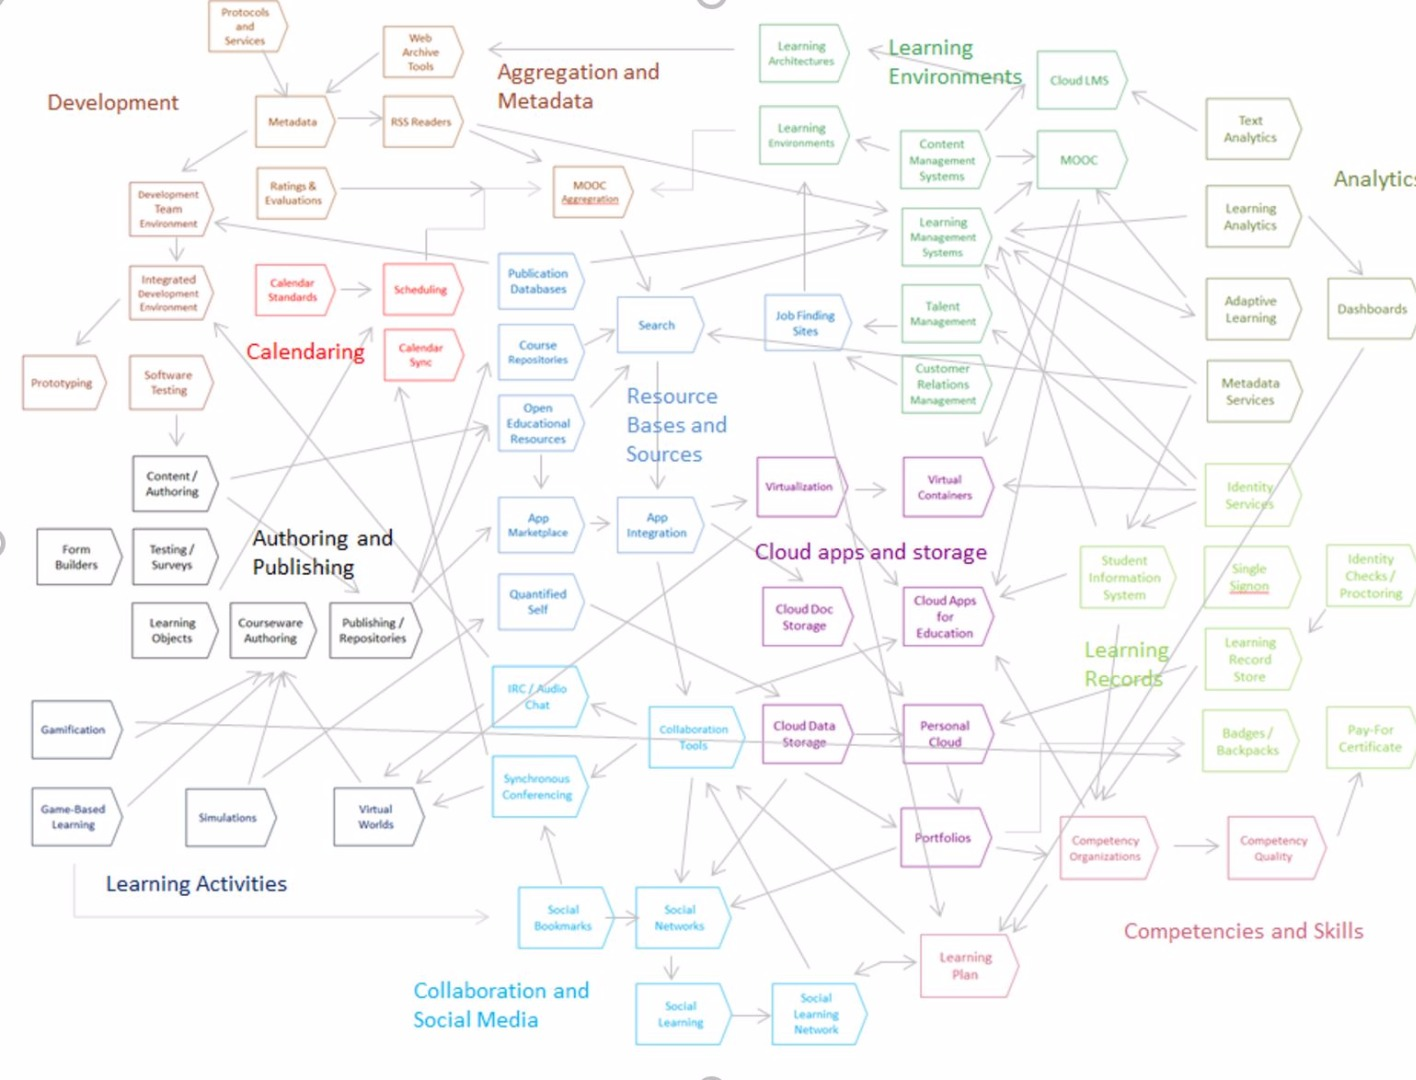 Protocols
and
Services
Web
Archive
Tools
Aggregation and
Metadata
Learning
Architectures
Learning
Environments
Cloud LMS
Development
Metadata
RSS Readers
Learning
Environments
Content
Management
Systems
MOOC
Text
Analytics
Analytics
Development
Team
Environment
Ratings &
Evaluations
MOOC
Aggregration
Learning
Management
Systems
Learning
Analytics
Integrated
Development
Environment
Calendar
Standards
Scheduling
Publication
Databases
Search
Job Finding
Sites
Talent
Management
Adaptive
Learning
Dashboards
Calendaring
Calendar
Sync
Course
Repositories
Prototyping
Software
Testing
Customer
Relations
Management
Metadata
Services
Open
Educational
Resources
Resource
Bases and
Sources
Content /
Authoring
Virtualization
Virtual
Containers
Identity
Services
App
Marketplace
App
Integration
Authoring and
Publishing
Cloud apps and storage
Form
Builders
Testing /
Surveys
Student
Information
System
Single
Signon
Identity
Checks /
Proctoring
Quantified
Self
Cloud Doc
Storage
Cloud Apps
for
Education
Learning
Objects
Courseware
Authoring
Publishing /
Repositories
Learning
Records
Learning
Record
Store
IRC / Audio
Chat
Gamification
Collaboration
Tools
Cloud Data
Storage
Personal
Cloud
Badges /
Backpacks
Pay-For
Certificate
Synchronous
Conferencing
Game-Based
Learning
Simulations
Virtual
Worlds
Portfolios
Competency
Organizations
Competency
Quality
Learning Activities
Social
Bookmarks
Social
Networks
Competencies and Skills
Learning
Plan
Collaboration and
Social Media
Social
Learning
Social
Learning
Network